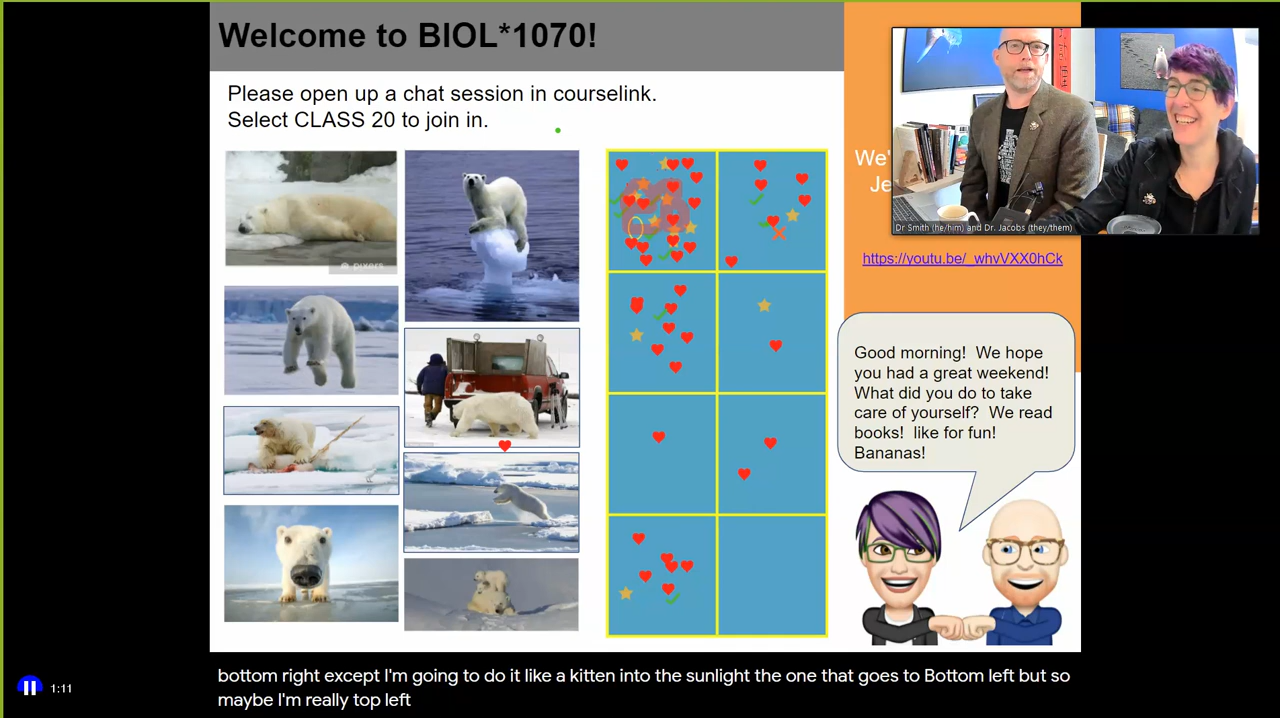 Welcome to BIOL*1070!
Please open up a chat session in courselink.
Select CLASS 20 to join in.
pixers
We'
Je
Dr Smith (he/him) and Dr. Jacobs (they/them)
https://youtu.be/_whvVXX0hCk
Good morning! We hope
you had a great weekend!
What did you do to take
care of yourself? We read
books! like for fun!
Bananas!
bottom right except I'm going to do it like a kitten into the sunlight the one that goes to Bottom left but so
maybe I'm really top left
1:11